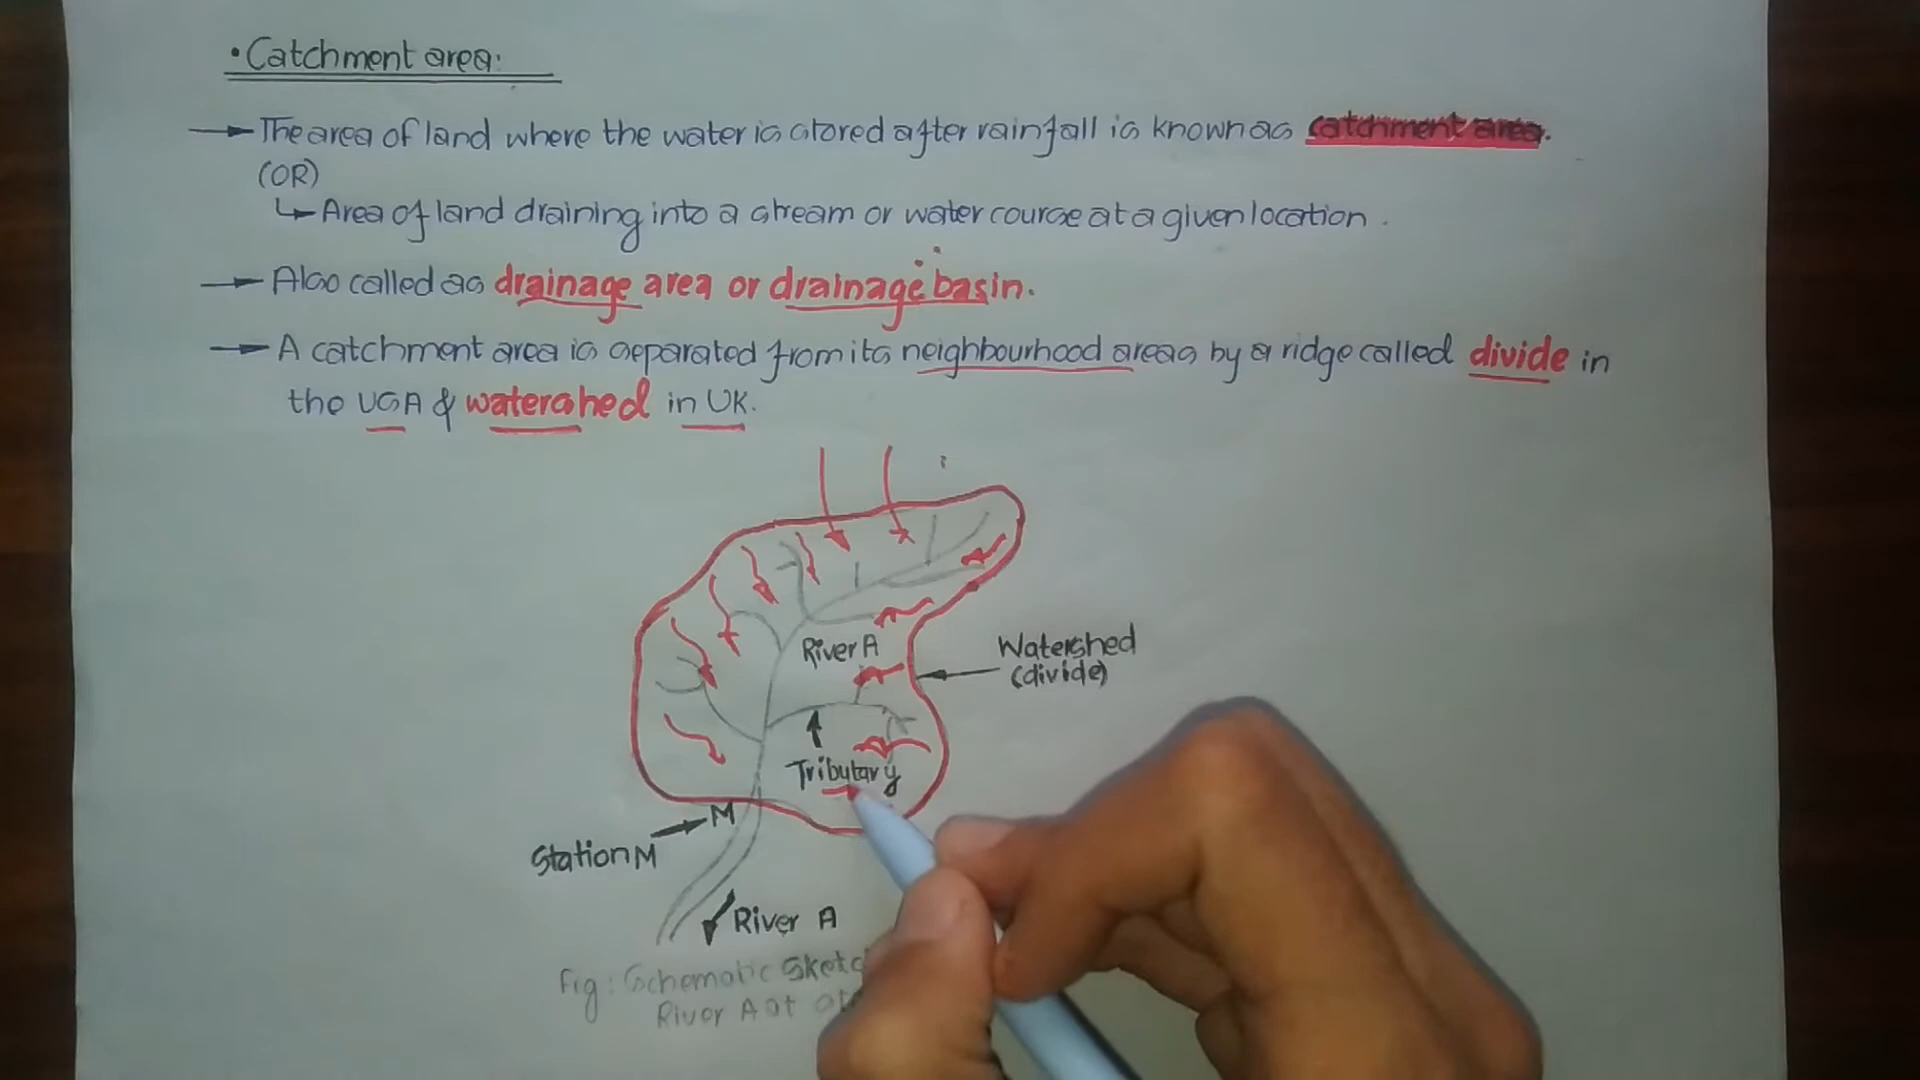 • Catchment area:
→ The area of land where the water is stored after rainfall is known as catchment area.
(OR)
↳ Area of land draining into a stream or water course at a given location.
→ Also called as drainage area or drainage basin.
→ A catchment area is separated from its neighbourhood areas by a ridge called divide in
the USA & watershed in UK.
River A
Watershed
(divide)
Tributary
M
Station M
River A
Fig: Schematic Sketch
River A at